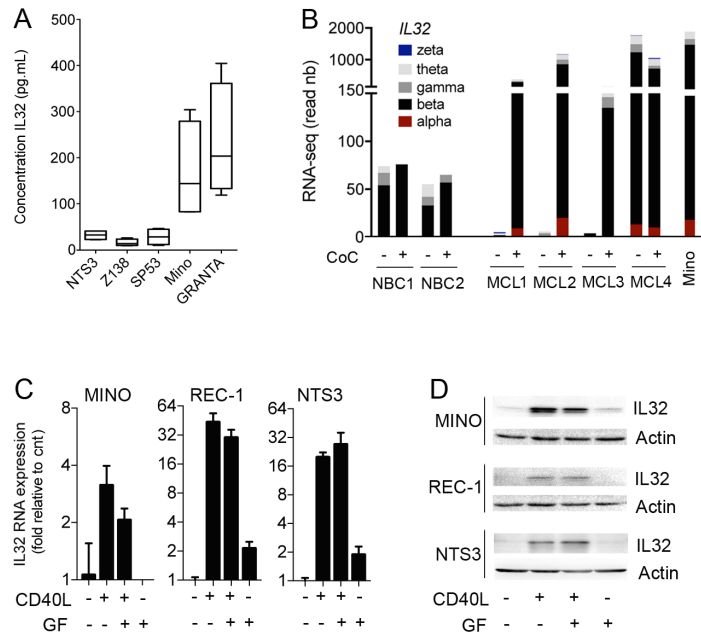 A
Concentration IL32 (pg.mL)
500
400
300
200
100
0
NTS3
Z138
SP53
Mino
GRANTA
B
RNA-seq (read nb)
2000
1000
150
100
50
0
IL32
zeta
theta
gamma
beta
alpha
CoC - + - + - + - + - + - +
NBC1 NBC2 MCL1 MCL2 MCL3 MCL4 Mino
C
IL32 RNA expression
(fold relative to cnt)
MINO
8
4
2
1
REC-1
64
32
16
8
4
2
1
NTS3
64
32
16
8
4
2
1
CD40L - + + - - + + - - + + -
GF - - + + - - + + - - + +
D
MINO
IL32
Actin
REC-1
IL32
Actin
NTS3
IL32
Actin
CD40L - + + -
GF - - + +